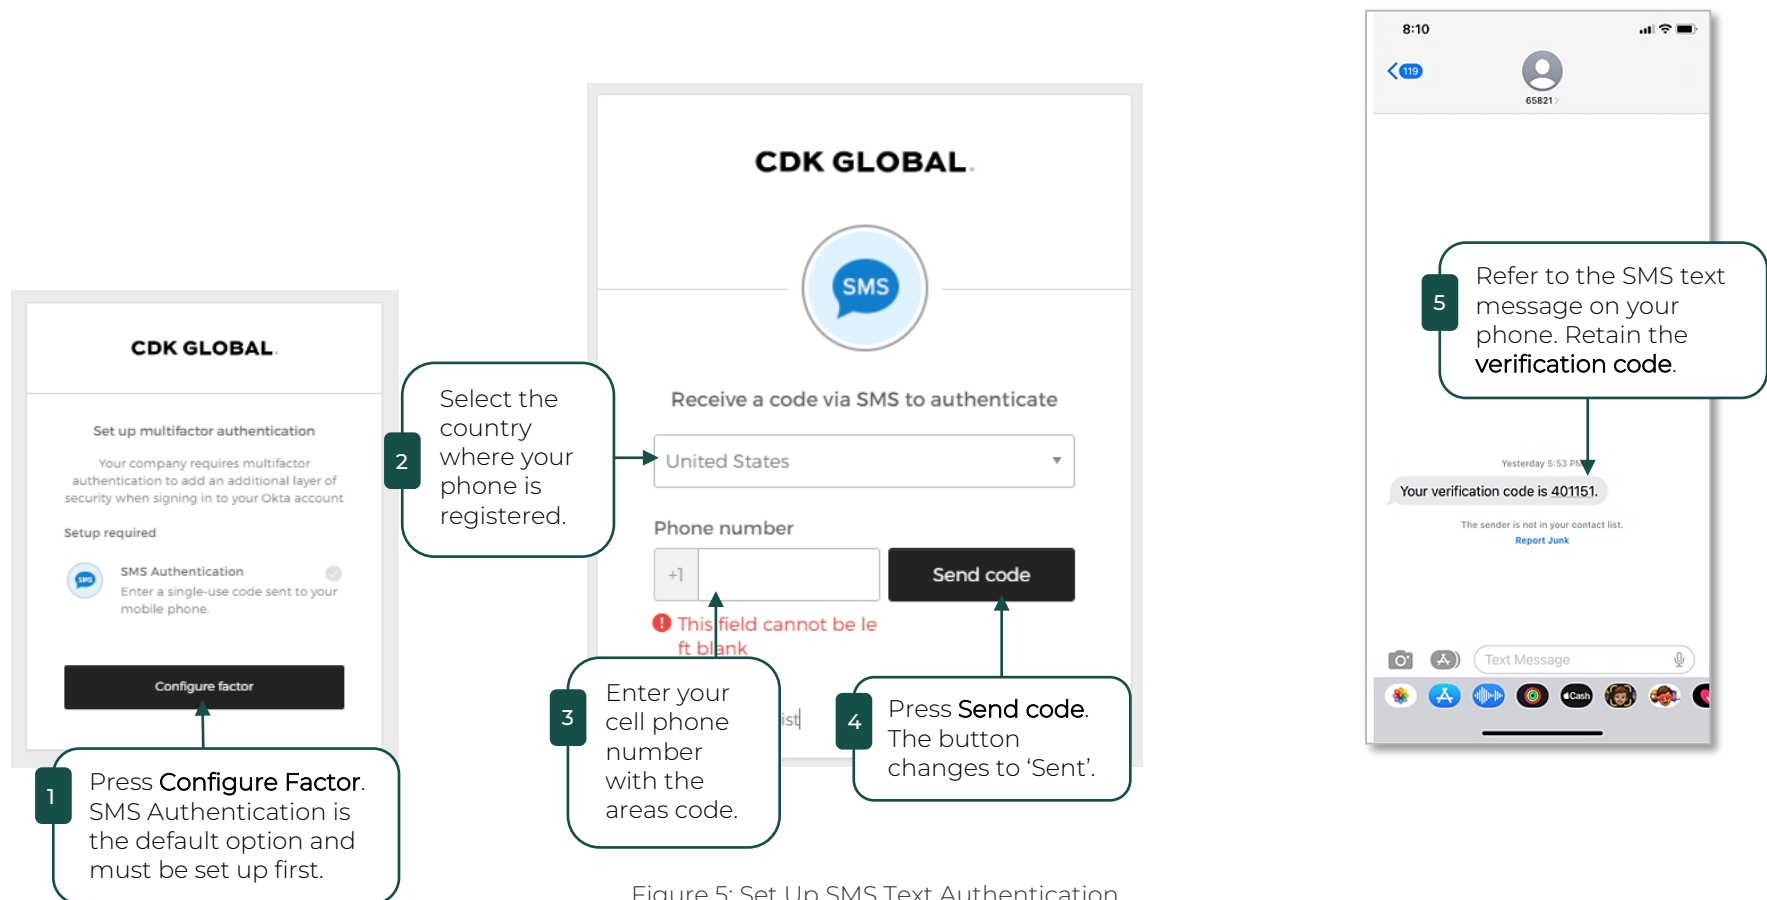 CDK GLOBAL.
Set up multifactor authentication
Your company requires multifactor
authentication to add an additional layer of
security when signing in to your Okta account
Setup required
SMS
SMS Authentication
Enter a single-use code sent to your
mobile phone.
Configure factor
1
Press Configure Factor.
SMS Authentication is
the default option and
must be set up first.
2
Select the
country
where your
phone is
registered.
CDK GLOBAL.
SMS
Receive a code via SMS to authenticate
United States
Phone number
+1
Send code
This field cannot be le
ft blank
ist
3
Enter your
cell phone
number
with the
areas code.
4
Press Send code.
The button
changes to ‘Sent’.
Figure 5: Set Up SMS Text Authentication
8:10
119
65821
5
Refer to the SMS text
message on your
phone. Retain the
verification code.
Yesterday 5:53 PM
Your verification code is 401151.
The sender is not in your contact list.
Report Junk
Text Message
Cash